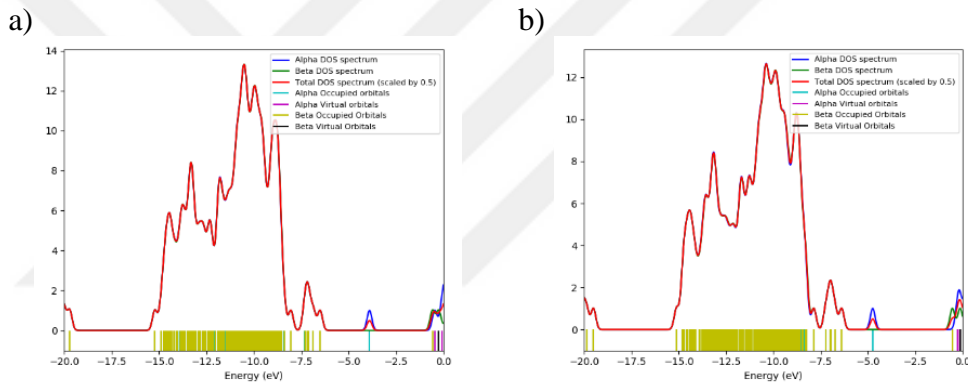 a)
14
12
10
8
6
4
2
0
−20.0 −17.5 −15.0 −12.5 −10.0 −7.5 −5.0 −2.5 0.0
Energy (eV)
Alpha DOS spectrum
Beta DOS spectrum
Total DOS spectrum (scaled by 0.5)
Alpha Occupied orbitals
Alpha Virtual orbitals
Beta Occupied Orbitals
Beta Virtual Orbitals
b)
12
10
8
6
4
2
0
−20.0 −17.5 −15.0 −12.5 −10.0 −7.5 −5.0 −2.5 0.0
Energy (eV)
Alpha DOS spectrum
Beta DOS spectrum
Total DOS spectrum (scaled by 0.5)
Alpha Occupied orbitals
Alpha Virtual orbitals
Beta Occupied Orbitals
Beta Virtual Orbitals